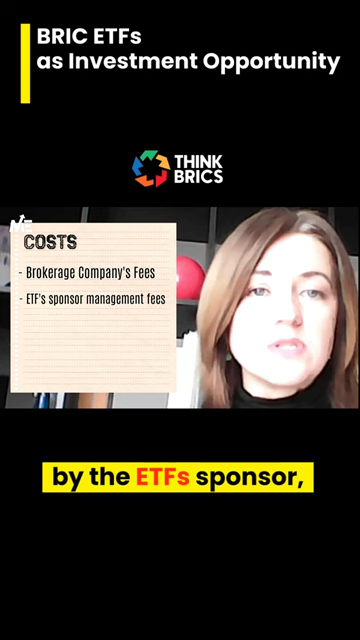 BRIC ETFs
as Investment Opportunity
THINK
BRICS
ME
COSTS
- Brokerage Company's Fees
- ETF's sponsor management fees
by the ETFs sponsor,